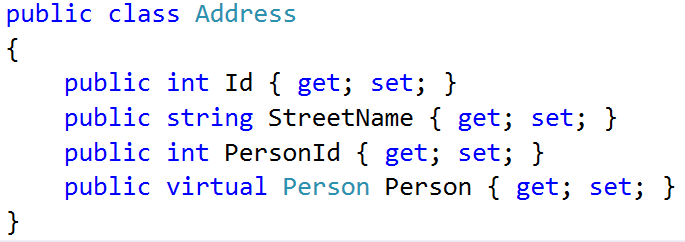 public class Address
{
    public int Id { get; set; }
    public string StreetName { get; set; }
    public int PersonId { get; set; }
    public virtual Person Person { get; set; }
}